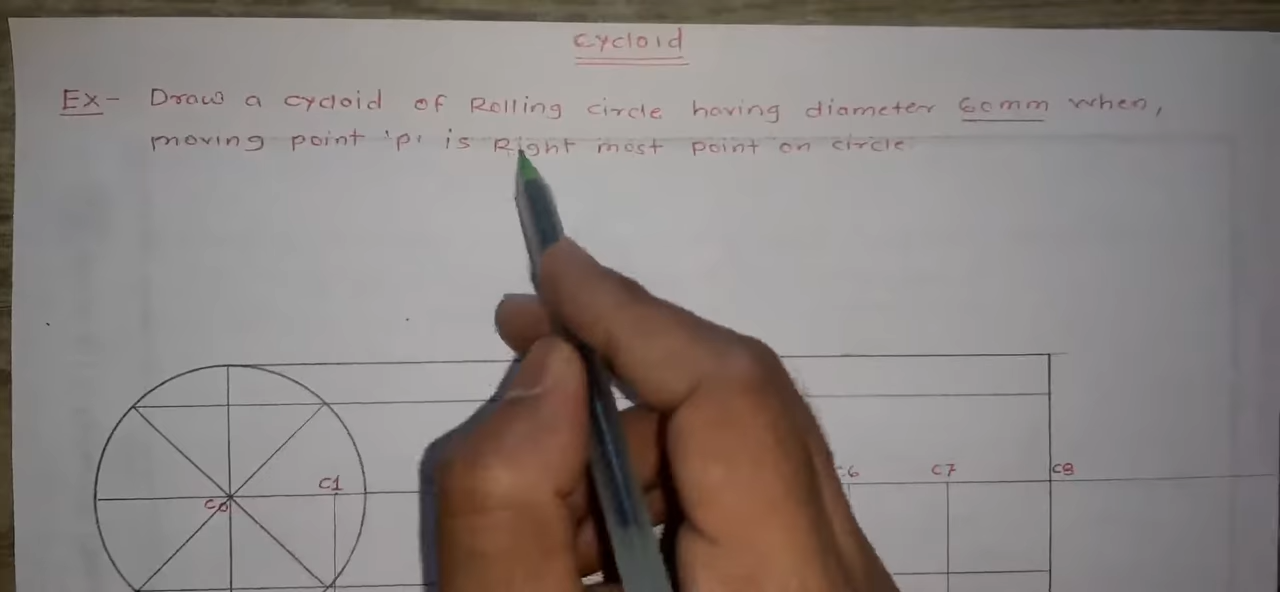 Cycloid
Ex- Draw a cycloid of Rolling circle having diameter 60mm when,
moving point 'p' is Right most point on circle
C6 C7 C8
C1
C0